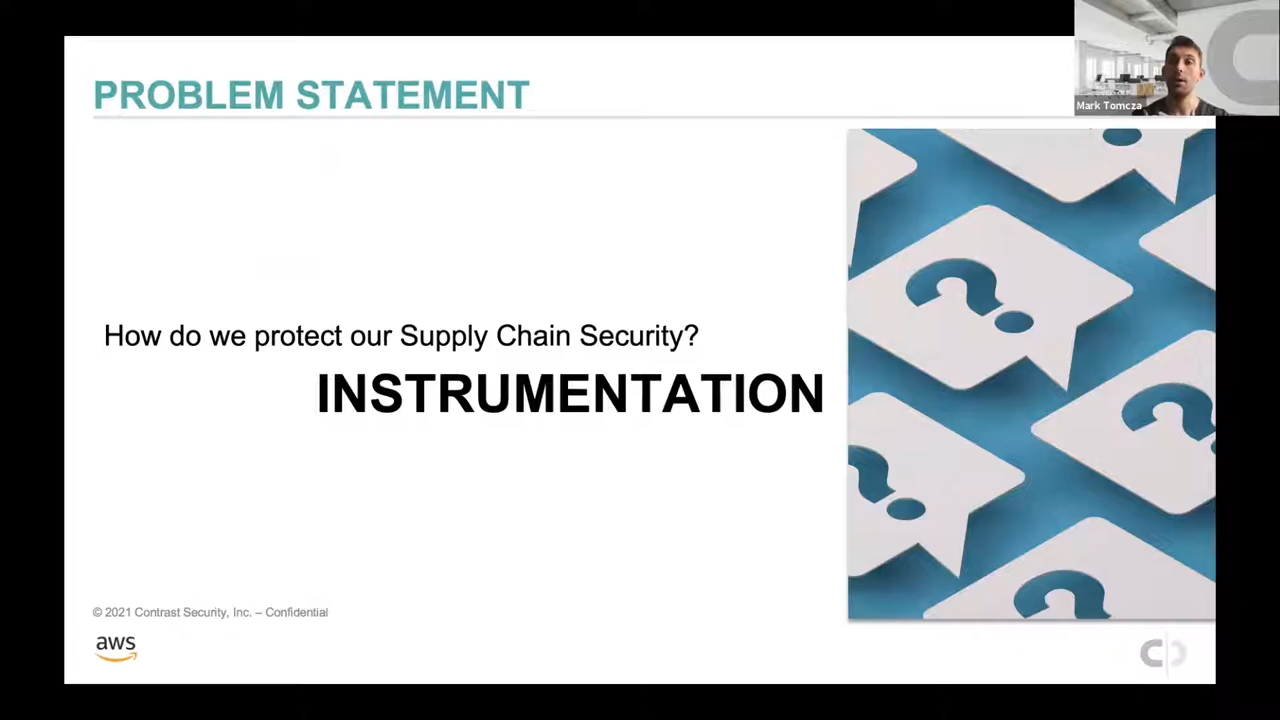 PROBLEM STATEMENT
Mark Tomcza
How do we protect our Supply Chain Security?
INSTRUMENTATION
© 2021 Contrast Security, Inc. – Confidential
aws